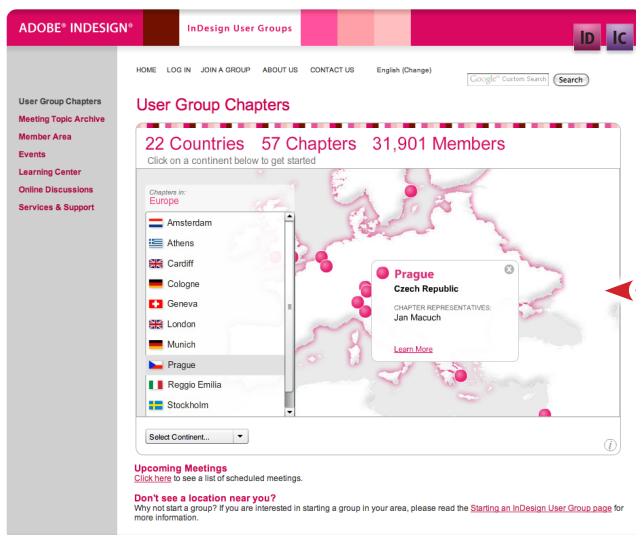 ADOBE® INDESIGN®
InDesign User Groups
ID
IC
HOME LOG IN JOIN A GROUP ABOUT US CONTACT US English (Change)
Google™ Custom Search Search
User Group Chapters
Meeting Topic Archive
Member Area
Events
Learning Center
Online Discussions
Services & Support
User Group Chapters
22 Countries 57 Chapters 31,901 Members
Click on a continent below to get started
Chapters in:
Europe
Amsterdam
Athens
Cardiff
Cologne
Geneva
London
Munich
Prague
Reggio Emilia
Stockholm
Prague
Czech Republic
CHAPTER REPRESENTATIVES:
Jan Macuch
Learn More
Select Continent...
i
Upcoming Meetings
Click here to see a list of scheduled meetings.
Don't see a location near you?
Why not start a group? If you are interested in starting a group in your area, please read the Starting an InDesign User Group page for
more information.